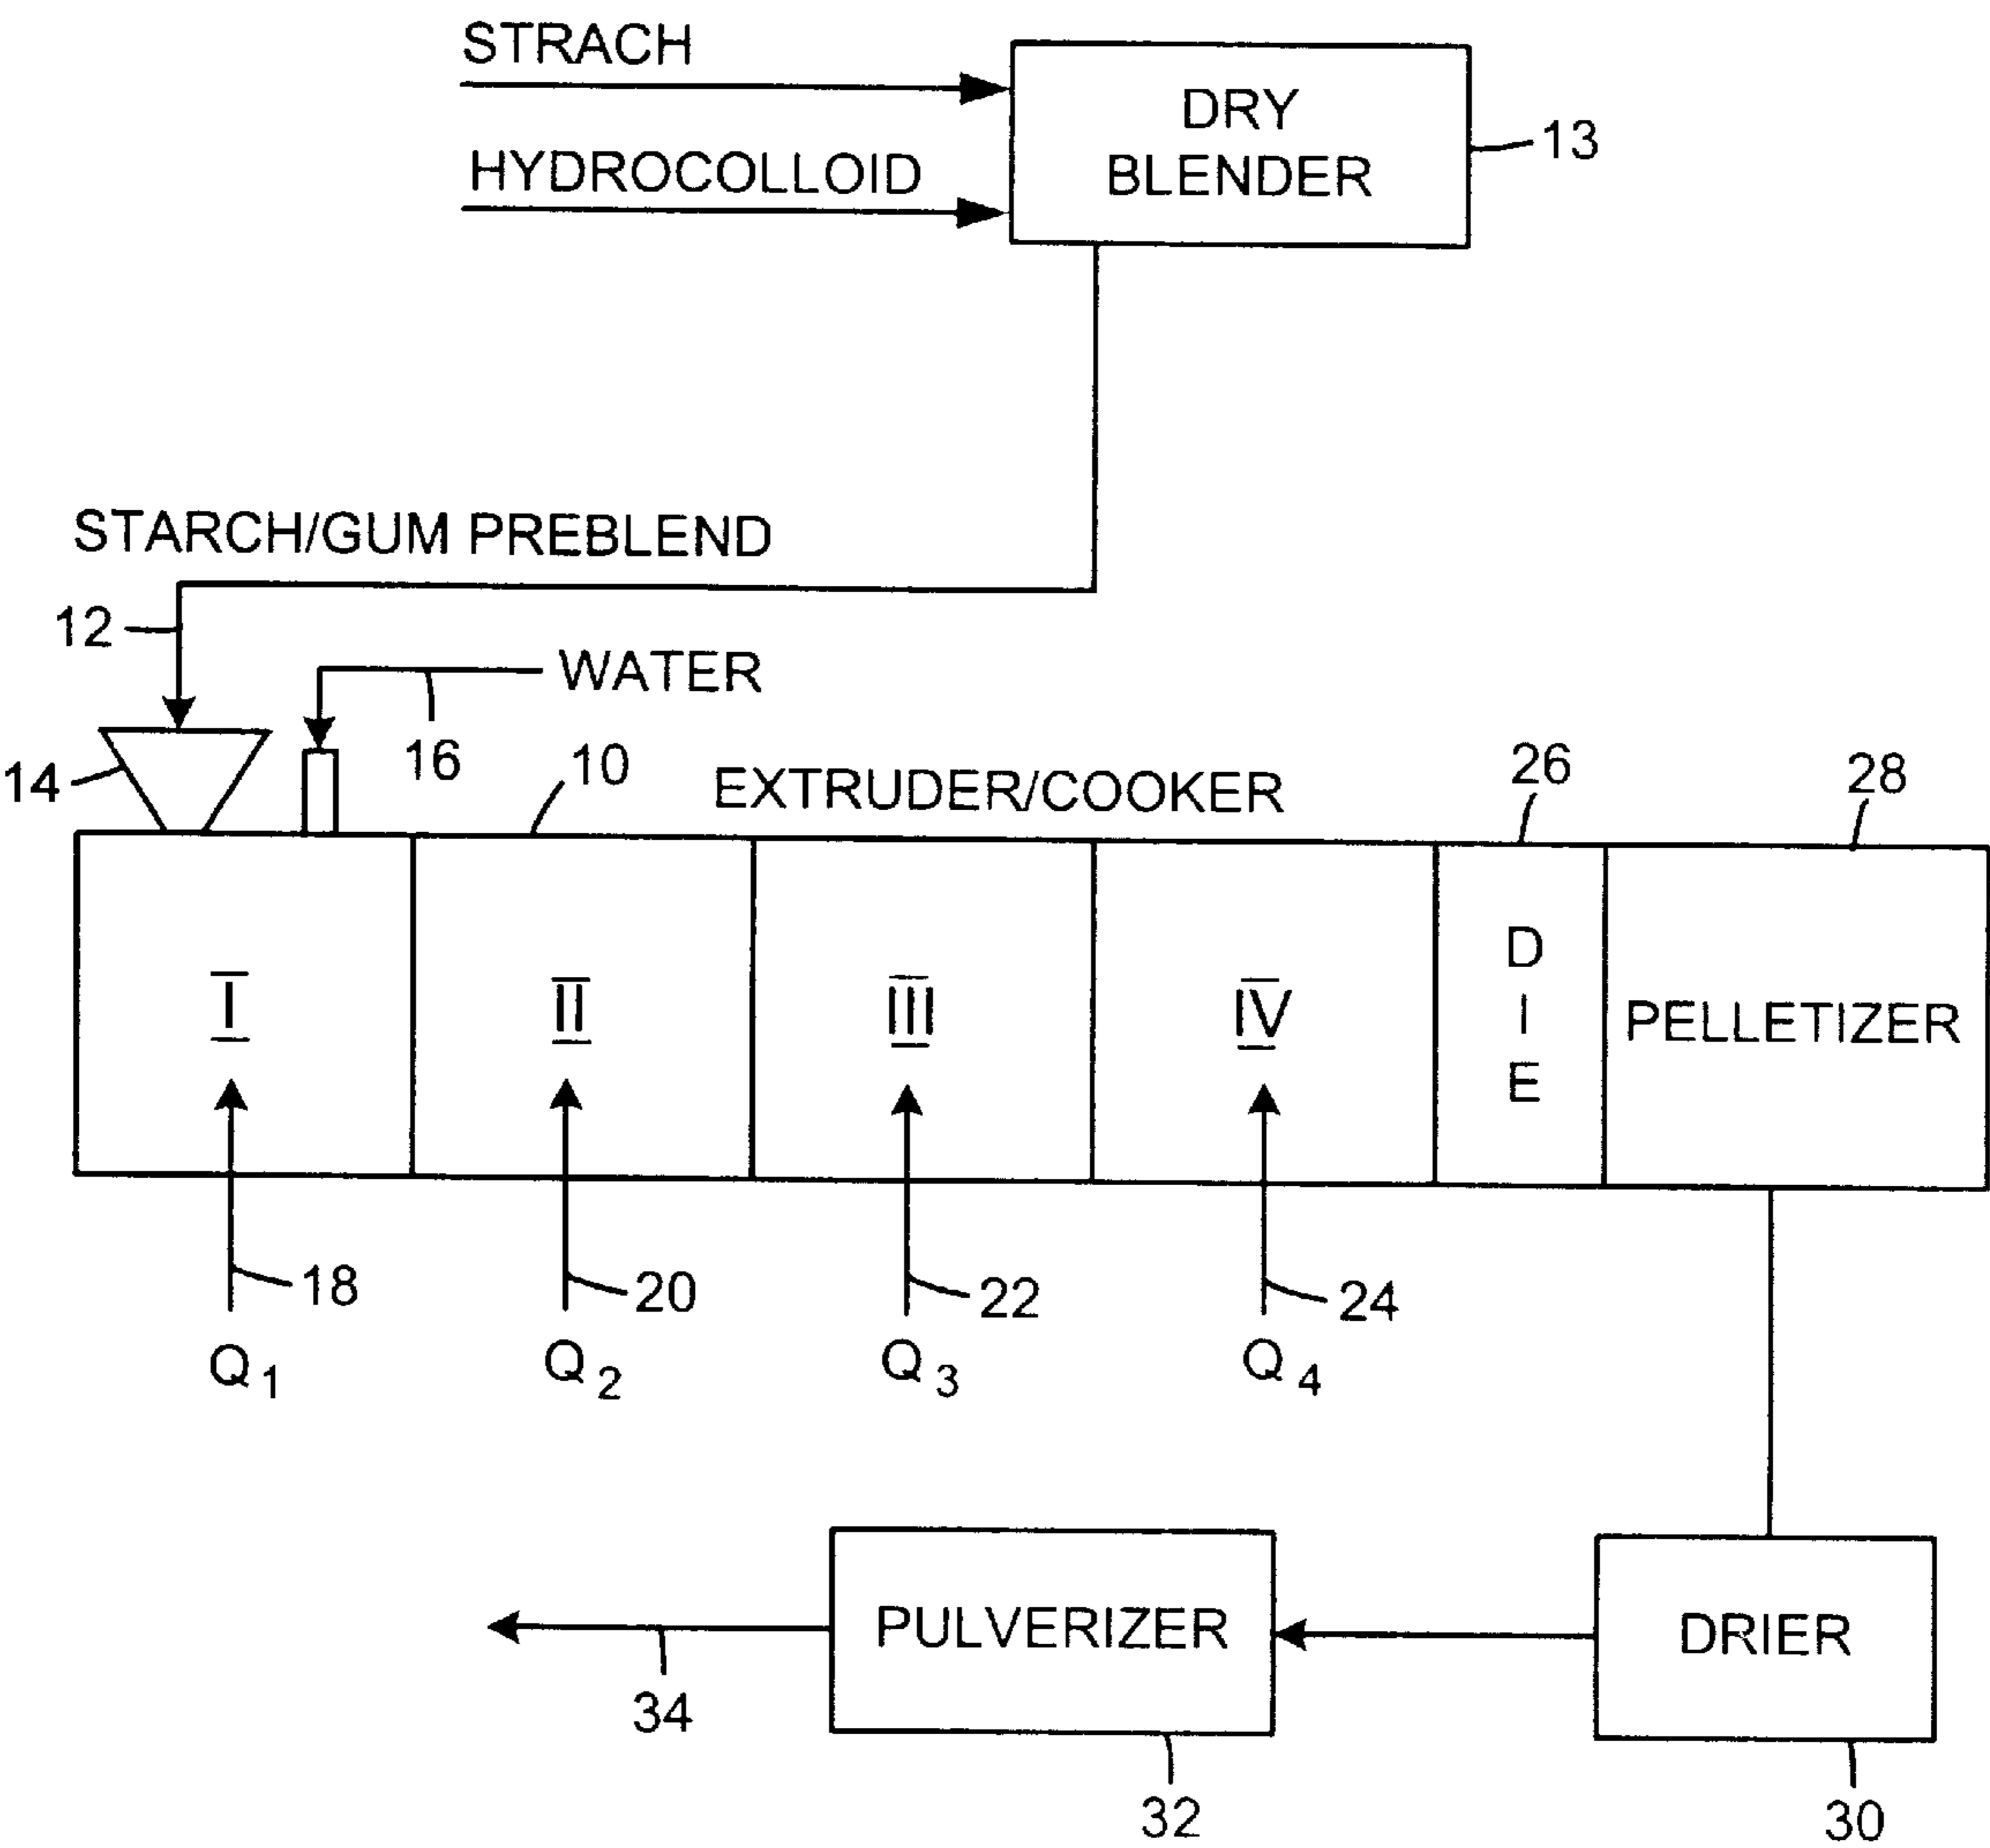 STRACH
DRY
BLENDER
13
HYDROCOLLOID
STARCH/GUM PREBLEND
12
WATER
16
14
10
EXTRUDER/COOKER
26
28
I
II
III
IV
D
I
E
PELLETIZER
18
20
22
24
Q1
Q2
Q3
Q4
PULVERIZER
DRIER
34
32
30